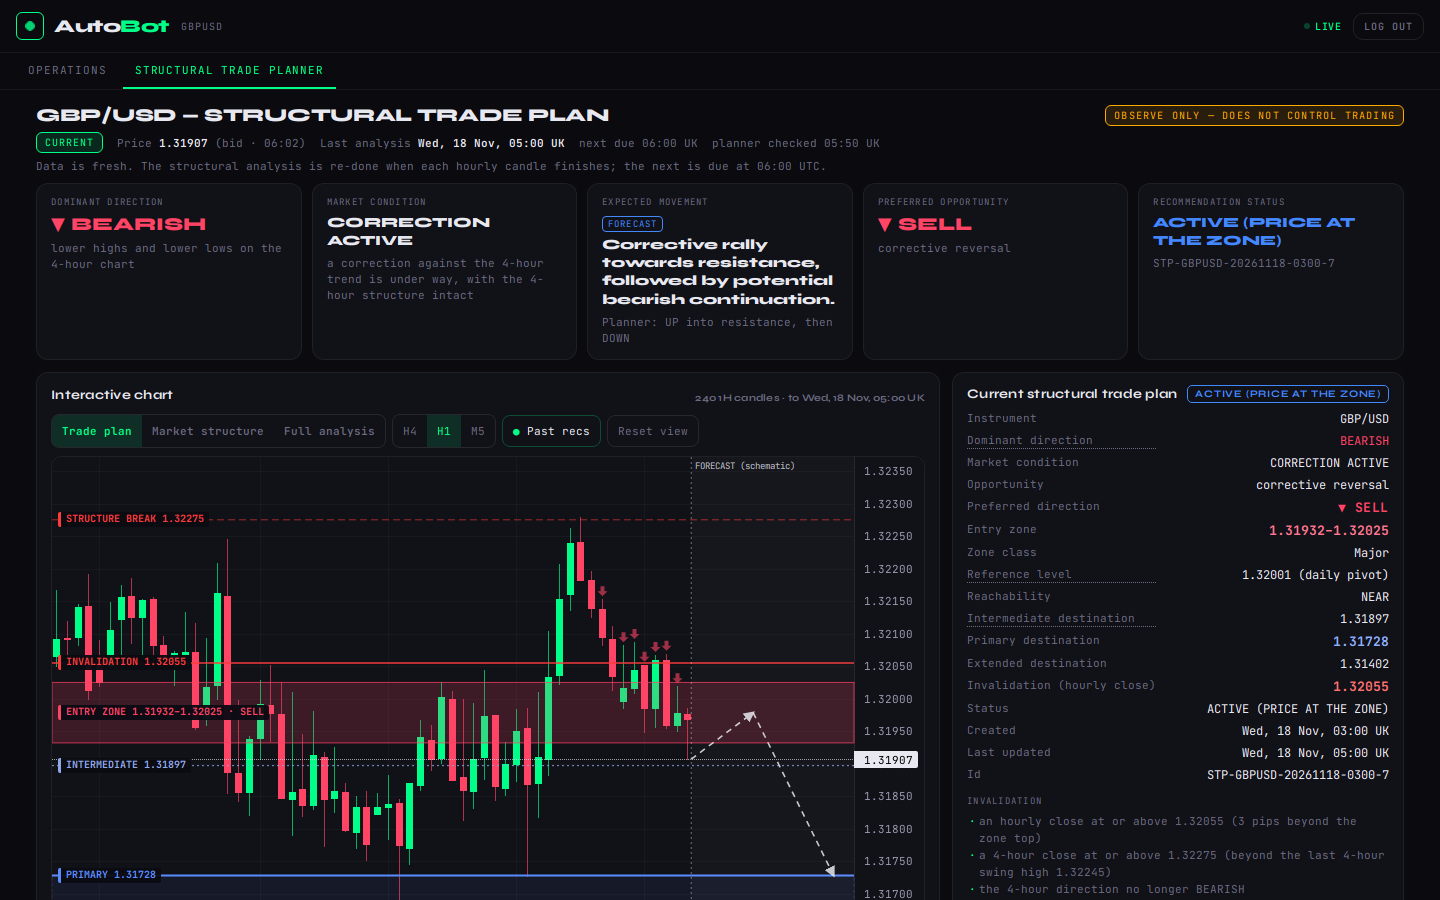 AutoBot GBPUSD
LIVE
LOG OUT
OPERATIONS
STRUCTURAL TRADE PLANNER
GBP/USD – STRUCTURAL TRADE PLAN
OBSERVE ONLY – DOES NOT CONTROL TRADING
CURRENT Price 1.31907 (bid · 06:02) Last analysis Wed, 18 Nov, 05:00 UK next due 06:00 UK planner checked 05:50 UK
Data is fresh. The structural analysis is re-done when each hourly candle finishes; the next is due at 06:00 UTC.
DOMINANT DIRECTION
▼ BEARISH
lower highs and lower lows on the
4-hour chart
MARKET CONDITION
CORRECTION
ACTIVE
a correction against the 4-hour
trend is under way, with the 4-
hour structure intact
EXPECTED MOVEMENT
FORECAST
Corrective rally
towards resistance,
followed by potential
bearish continuation.
Planner: UP into resistance, then
DOWN
PREFERRED OPPORTUNITY
▼ SELL
corrective reversal
RECOMMENDATION STATUS
ACTIVE (PRICE AT
THE ZONE)
STP-GBPUSD-20261118-0300-7
Interactive chart
240 1H candles · to Wed, 18 Nov, 05:00 UK
Trade plan Market structure Full analysis
H4 H1 M5
Past recs
Reset view
FORECAST (schematic)
STRUCTURE BREAK 1.32275
INVALIDATION 1.32055
ENTRY ZONE 1.31932–1.32025 · SELL
INTERMEDIATE 1.31897
PRIMARY 1.31728
1.32350
1.32300
1.32250
1.32200
1.32150
1.32100
1.32050
1.32000
1.31950
1.31907
1.31850
1.31800
1.31750
1.31700
Current structural trade plan
ACTIVE (PRICE AT THE ZONE)
Instrument GBP/USD
Dominant direction BEARISH
Market condition CORRECTION ACTIVE
Opportunity corrective reversal
Preferred direction ▼ SELL
Entry zone 1.31932–1.32025
Zone class Major
Reference level 1.32001 (daily pivot)
Reachability NEAR
Intermediate destination 1.31897
Primary destination 1.31728
Extended destination 1.31402
Invalidation (hourly close) 1.32055
Status ACTIVE (PRICE AT THE ZONE)
Created Wed, 18 Nov, 03:00 UK
Last updated Wed, 18 Nov, 05:00 UK
Id STP-GBPUSD-20261118-0300-7
INVALIDATION
· an hourly close at or above 1.32055 (3 pips beyond the
zone top)
· a 4-hour close at or above 1.32275 (beyond the last 4-hour
swing high 1.32245)
· the 4-hour direction no longer BEARISH